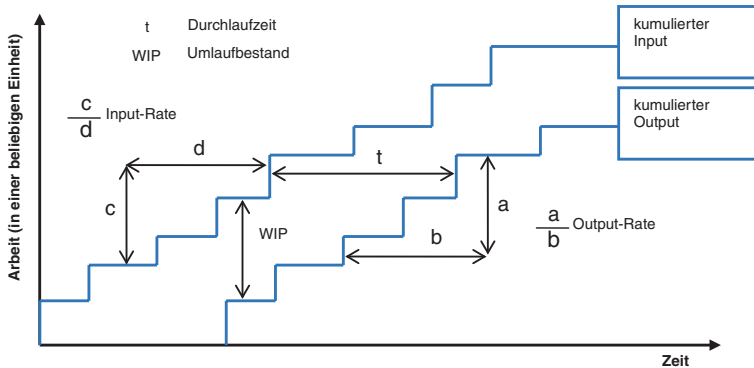 t Durchlaufzeit
WIP Umlaufbestand
kumulierter
Input
c
d
Input-Rate
kumulierter
Output
d
t
c
a
WIP
b
a
b
Output-Rate
Arbeit (in einer beliebigen Einheit)
Zeit